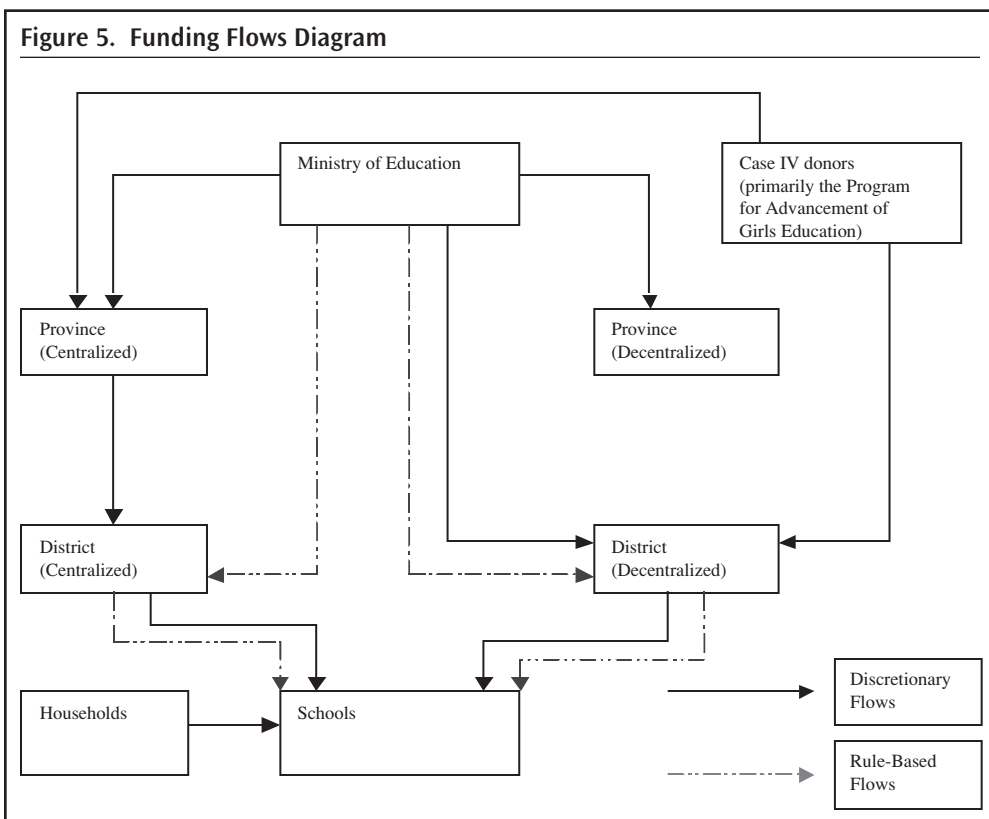 Figure 5. Funding Flows Diagram
Ministry of Education
Case IV donors
(primarily the Program
for Advancement of
Girls Education)
Province
(Centralized)
Province
(Decentralized)
District
(Centralized)
District
(Decentralized)
Households
Schools
Discretionary
Flows
Rule-Based
Flows